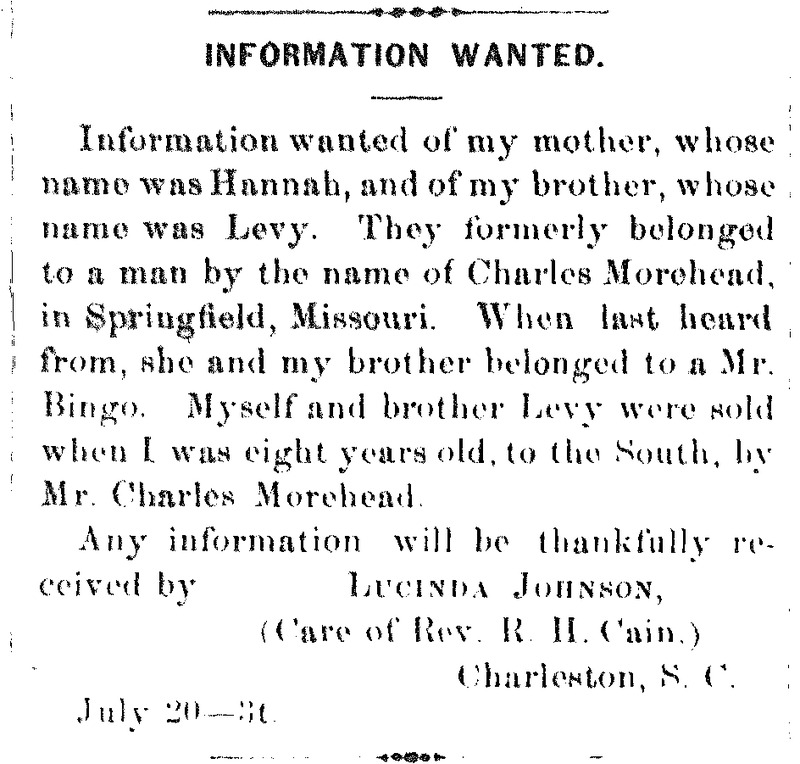 INFORMATION WANTED.
Information wanted of my mother, whose
name was Hannah, and of my brother, whose
name was Levy. They formerly belonged
to a man by the name of Charles Morehead,
in Springfield, Missouri. When last heard
from, she and my brother belonged to a Mr.
Bingo. Myself and brother Levy were sold
when I was eight years old, to the South, by
Mr. Charles Morehead.
Any information will be thankfully re-
ceived by LUCINDA JOHNSON,
(Care of Rev. R. H. Cain.)
Charleston, S. C.
July 20—3t.